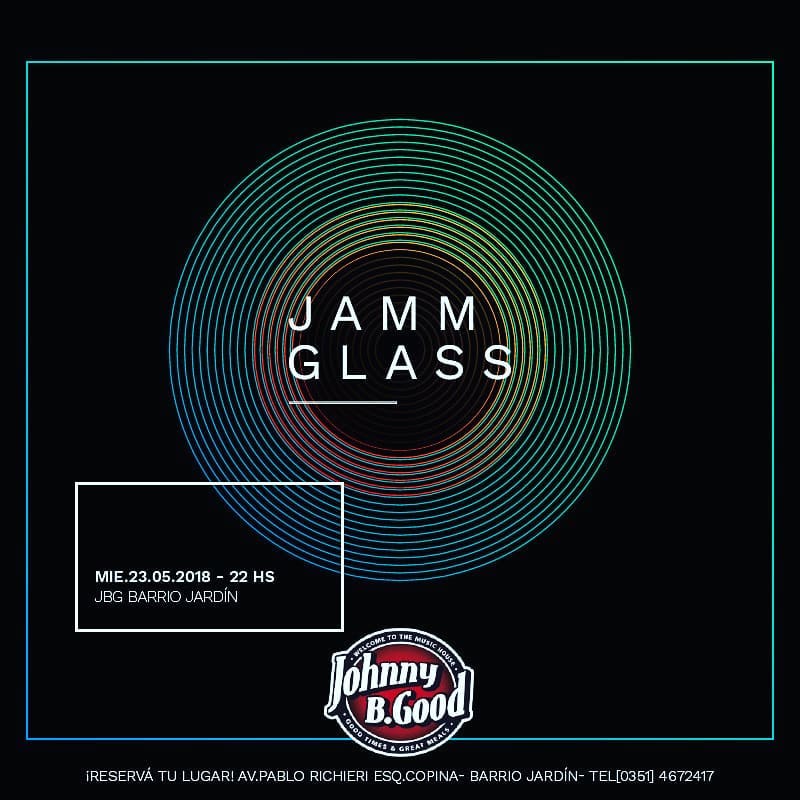 JAMM
GLASS
MIE.23.05.2018 - 22 HS
JBG BARRIO JARDÍN
WELCOME TO THE MUSIC HOUSE
Johnny
B.Good
GOOD TIMES & GREAT MEALS
¡RESERVÁ TU LUGAR! AV.PABLO RICHIERI ESQ.COPINA- BARRIO JARDÍN- TEL[0351] 4672417